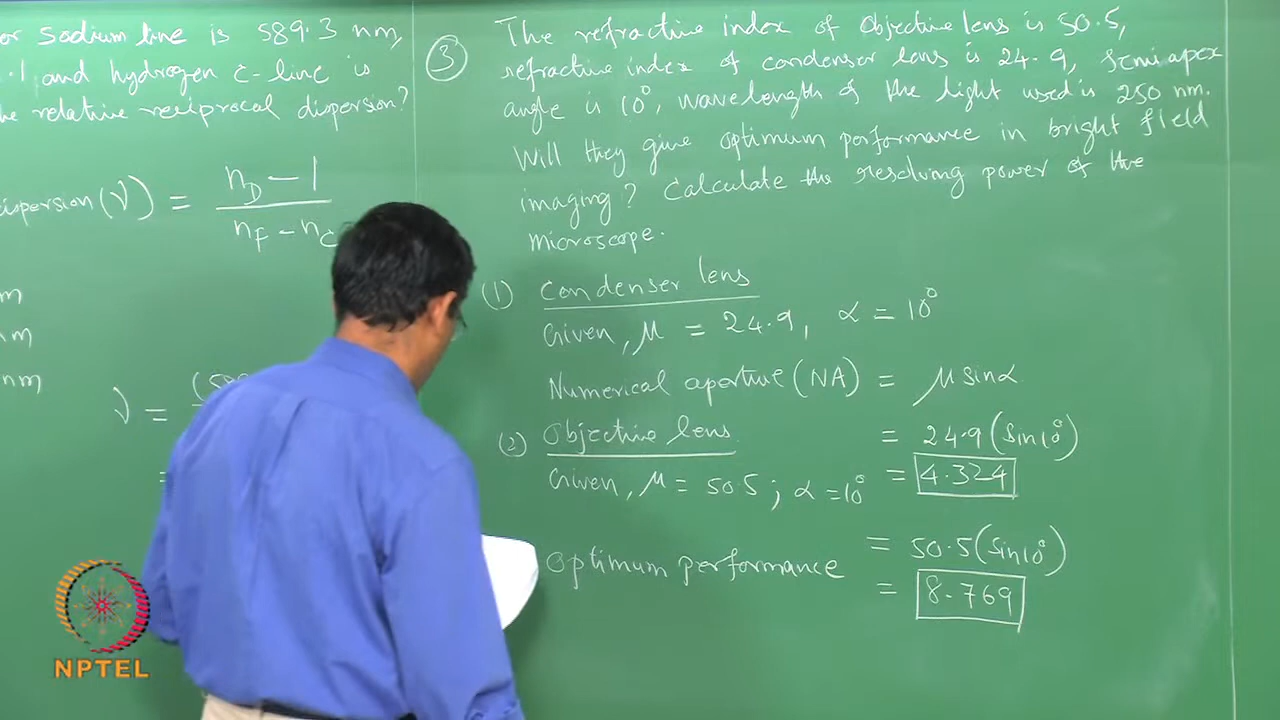 or sodium line is 589.3 nm,
.1 and hydrogen c-line is
he relative reciprocal dispersion?
dispersion (ν) = n_D - 1
n_F - n_C
m
m
nm
ν = (589
=
③ The refractive index of objective lens is 50.5,
refractive index of condenser lens is 24.9, semi apex
angle is 10°, wavelength of the light used is 250 nm.
Will they give optimum performance in bright field
imaging? Calculate the resolving power of the
microscope.
(1) Condenser lens
Given, μ = 24.9, α = 10°
Numerical aperture (NA) = μ sinα
= 24.9 (sin 10°)
= 4.324
(2) Objective lens
Given, μ = 50.5 ; α = 10°
= 50.5 (sin 10°)
= 8.769
Optimum performance
NPTEL